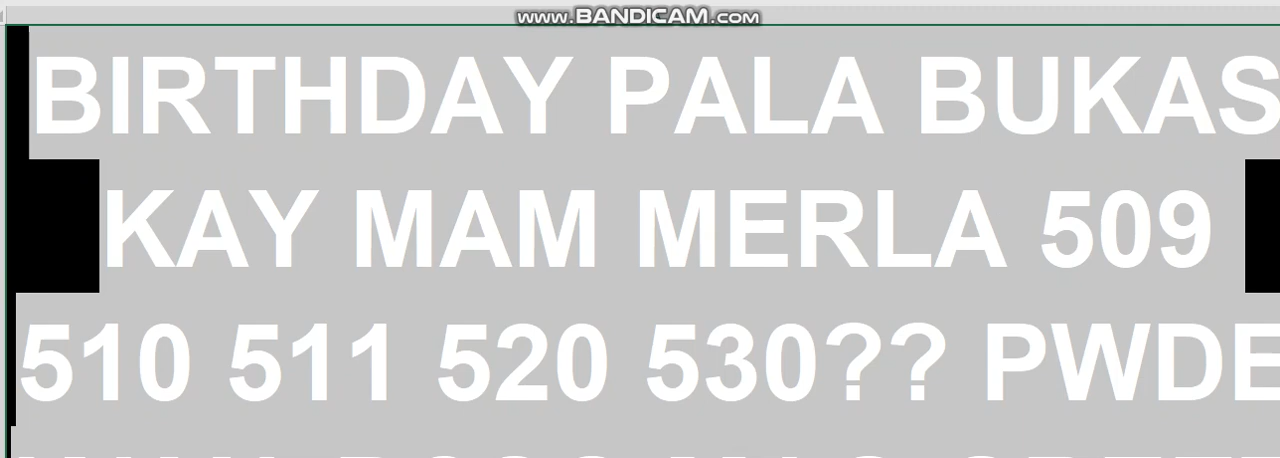 www.BANDICAM.com
BIRTHDAY PALA BUKAS
KAY MAM MERLA 509
510 511 520 530?? PWDE